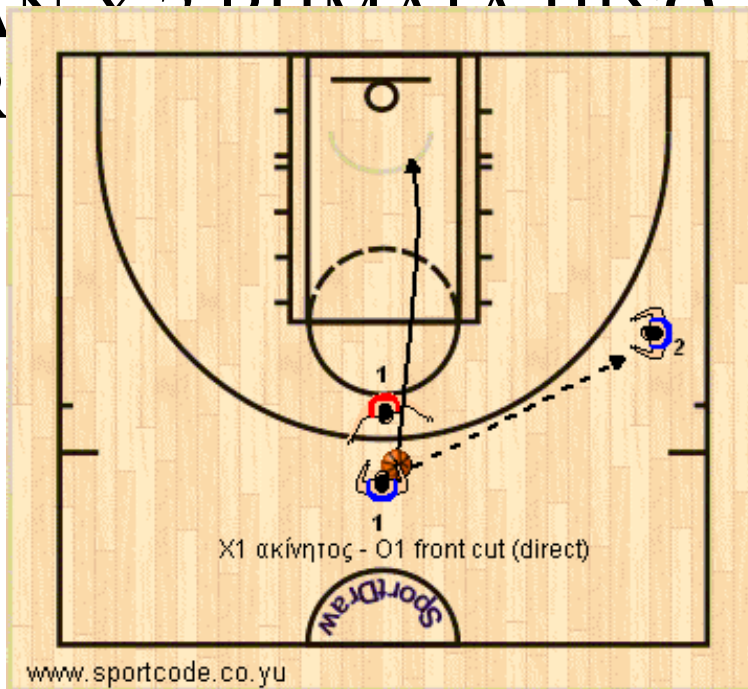 1
2
1
X1 ακίνητος - O1 front cut (direct)
SportDraw
www.sportcode.co.yu